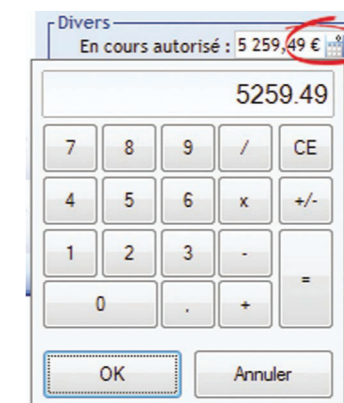 Divers
En cours autorisé : 5 259,49 €
5259.49
7 8 9 / CE
4 5 6 x +/-
1 2 3 -
=
0 . +
OK Annuler